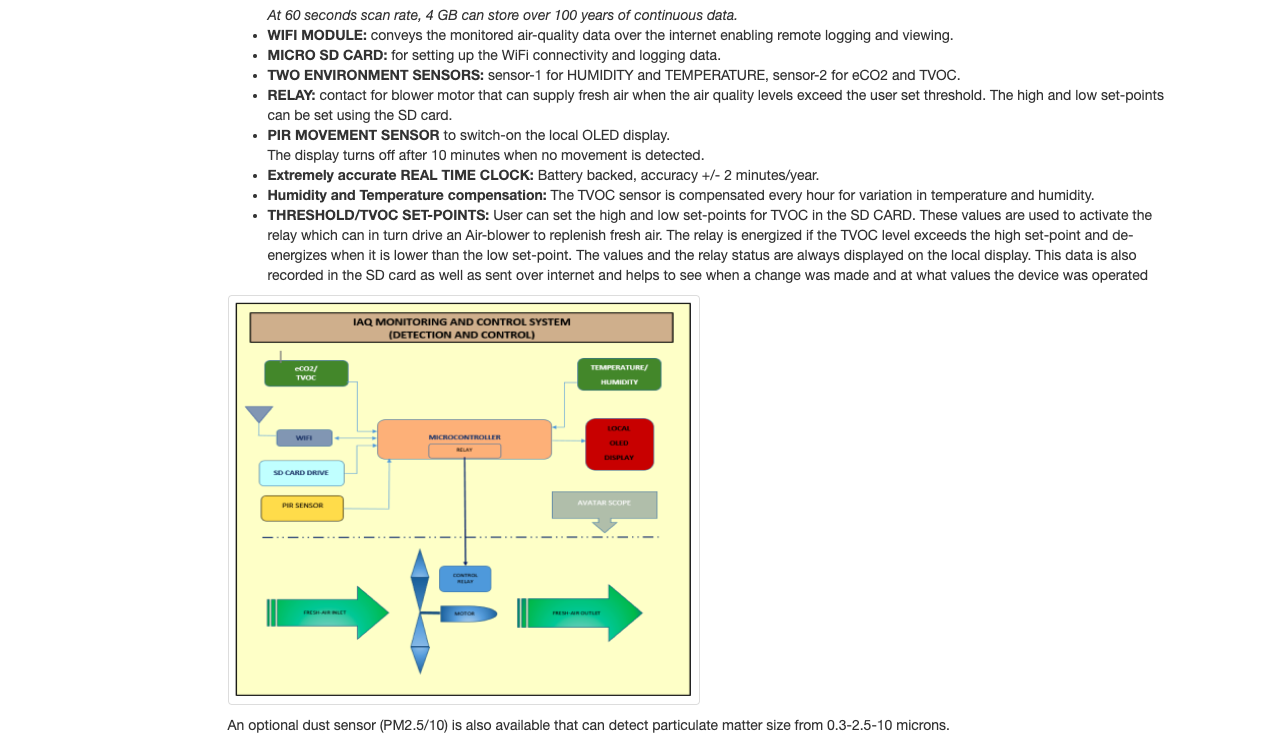 At 60 seconds scan rate, 4 GB can store over 100 years of continuous data.
• WIFI MODULE: conveys the monitored air-quality data over the internet enabling remote logging and viewing.
• MICRO SD CARD: for setting up the WiFi connectivity and logging data.
• TWO ENVIRONMENT SENSORS: sensor-1 for HUMIDITY and TEMPERATURE, sensor-2 for eCO2 and TVOC.
• RELAY: contact for blower motor that can supply fresh air when the air quality levels exceed the user set threshold. The high and low set-points
can be set using the SD card.
• PIR MOVEMENT SENSOR to switch-on the local OLED display.
The display turns off after 10 minutes when no movement is detected.
• Extremely accurate REAL TIME CLOCK: Battery backed, accuracy +/- 2 minutes/year.
• Humidity and Temperature compensation: The TVOC sensor is compensated every hour for variation in temperature and humidity.
• THRESHOLD/TVOC SET-POINTS: User can set the high and low set-points for TVOC in the SD CARD. These values are used to activate the
relay which can in turn drive an Air-blower to replenish fresh air. The relay is energized if the TVOC level exceeds the high set-point and de-
energizes when it is lower than the low set-point. The values and the relay status are always displayed on the local display. This data is also
recorded in the SD card as well as sent over internet and helps to see when a change was made and at what values the device was operated
IAQ MONITORING AND CONTROL SYSTEM
(DETECTION AND CONTROL)
eCO2/
TVOC
TEMPERATURE/
HUMIDITY
WIFI
MICROCONTROLLER
RELAY
LOCAL
OLED
DISPLAY
SD CARD DRIVE
PIR SENSOR
AVATAR SCOPE
CONTROL
RELAY
FRESH-AIR INLET
MOTOR
FRESH-AIR OUTLET
An optional dust sensor (PM2.5/10) is also available that can detect particulate matter size from 0.3-2.5-10 microns.